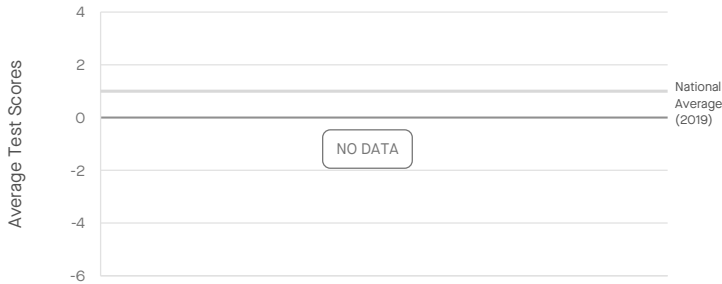 Average Test Scores
4
2
0
-2
-4
-6
NO DATA
National
Average
(2019)